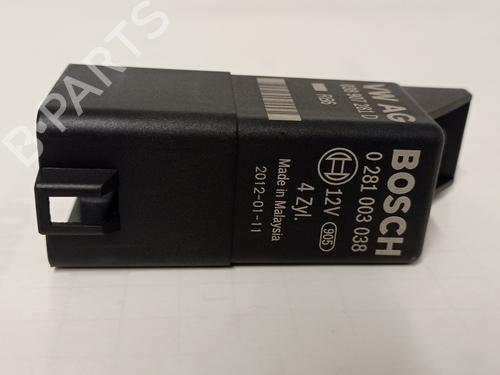 VW AG
038 907 281 D
R26
BOSCH
0 281 003 038
12V
905
4 Zyl.
Made in Malaysia
2012-01-11
B-PARTS